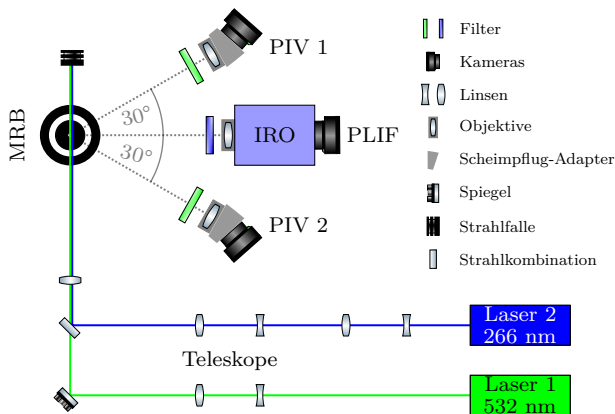 PIV 1
Filter
Kameras
Linsen
MRB
30°
30°
IRO
PLIF
Objektive
Scheimpflug-Adapter
Spiegel
PIV 2
Strahlfalle
Strahlkombination
Laser 2
266 nm
Teleskope
Laser 1
532 nm